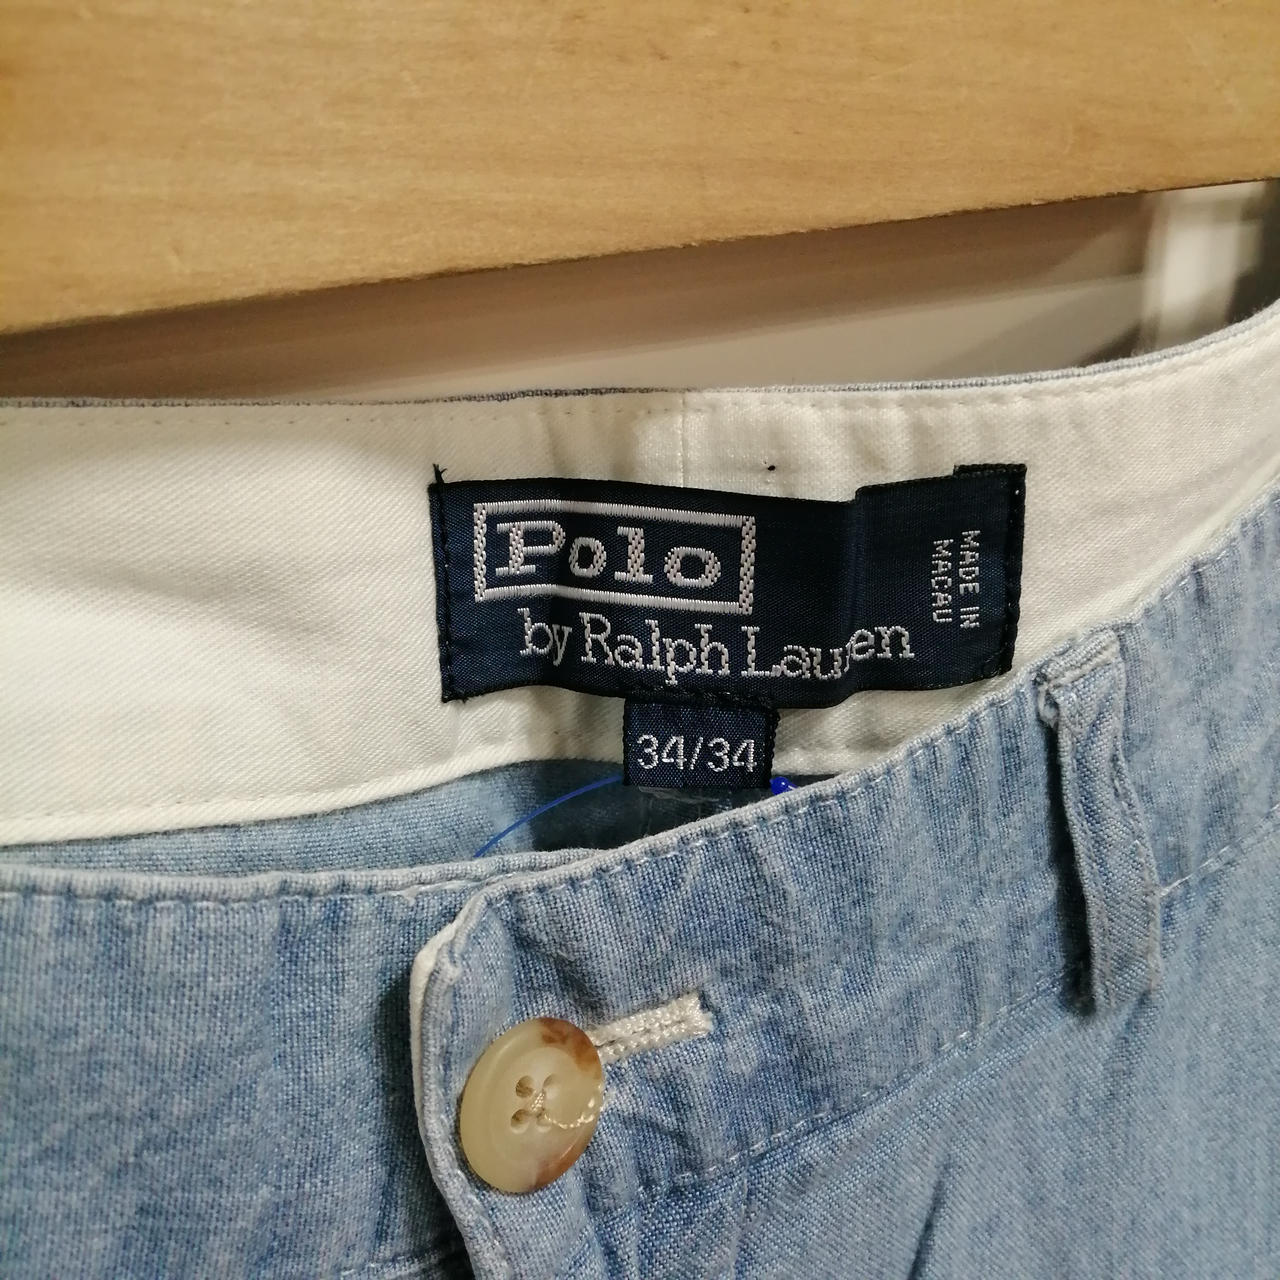 Polo
by Ralph Lauren
MADE IN
MACAU
34/34